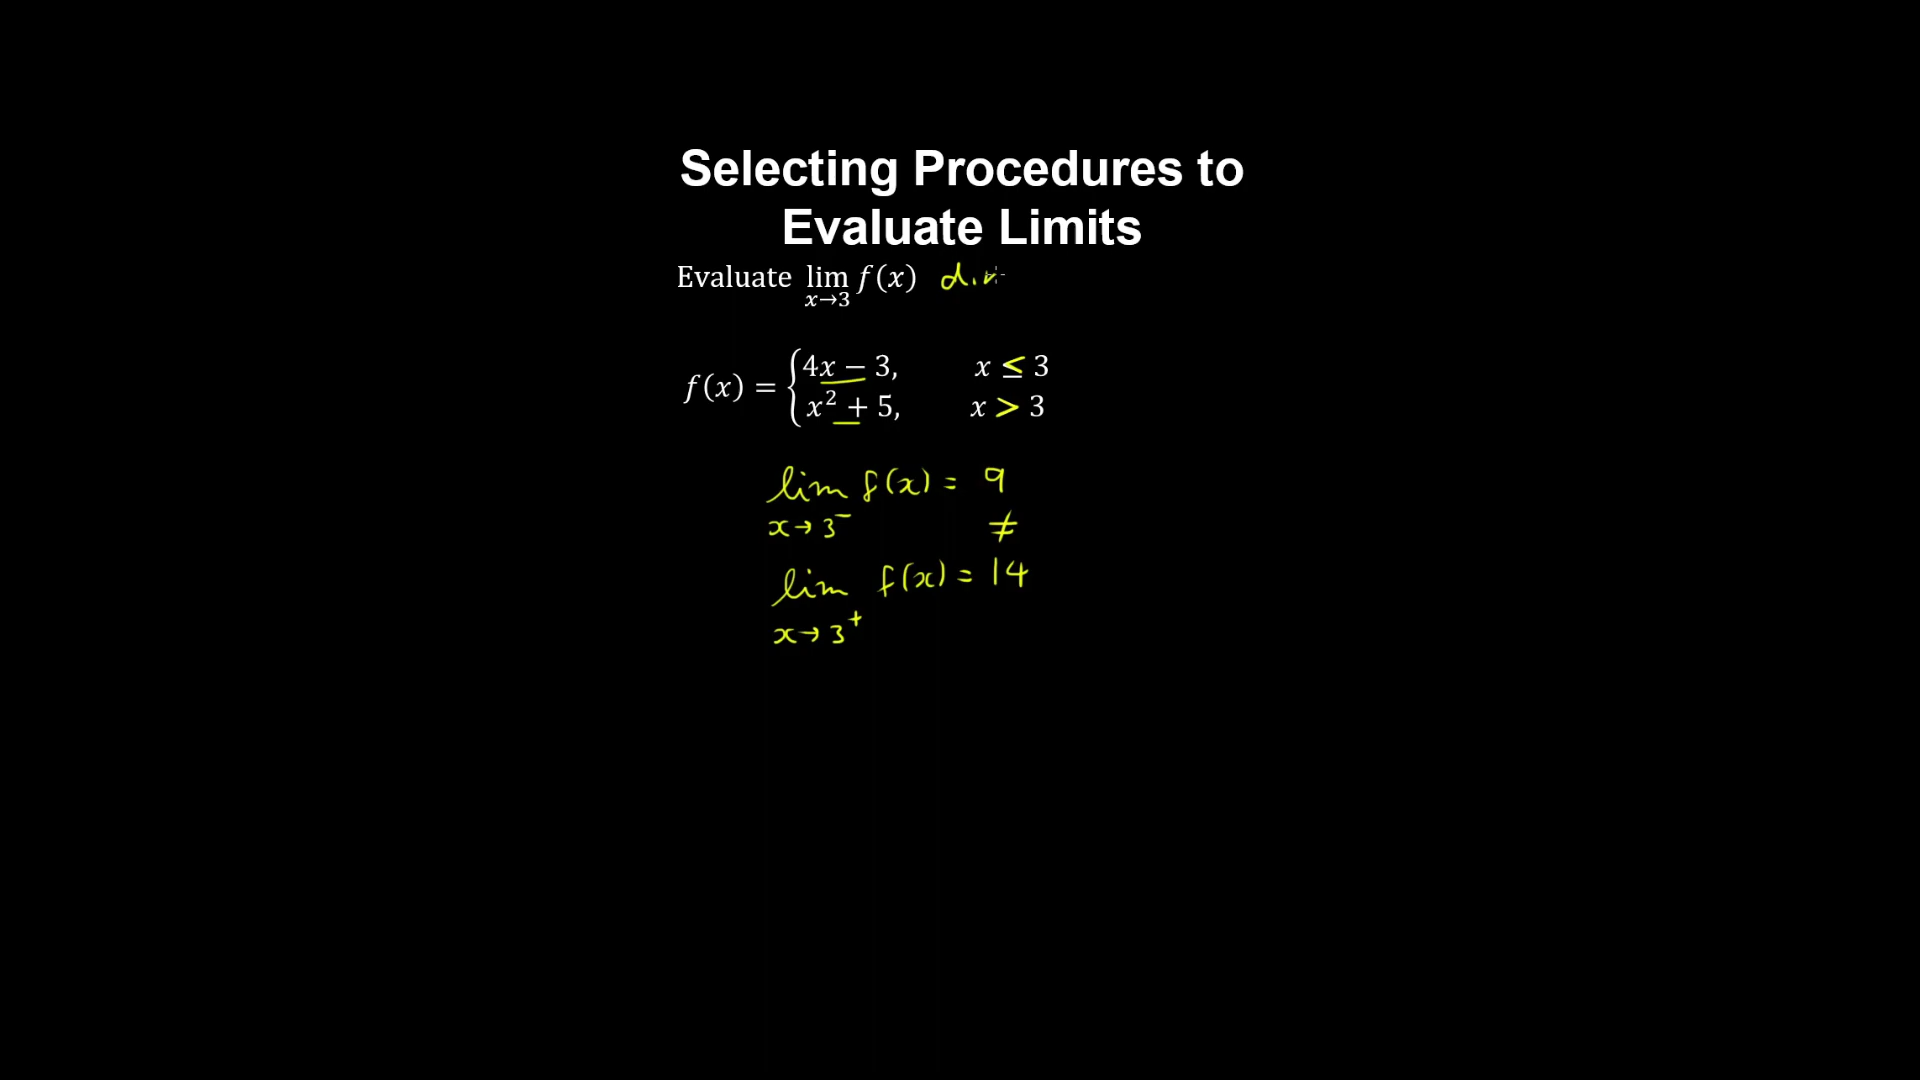 Selecting Procedures to
Evaluate Limits
Evaluate lim f(x)
x→3
f(x) = { 4x − 3, x ≤ 3
x² + 5, x > 3
lim f(x) = 9
x→3⁻ ≠
lim f(x) = 14
x→3⁺